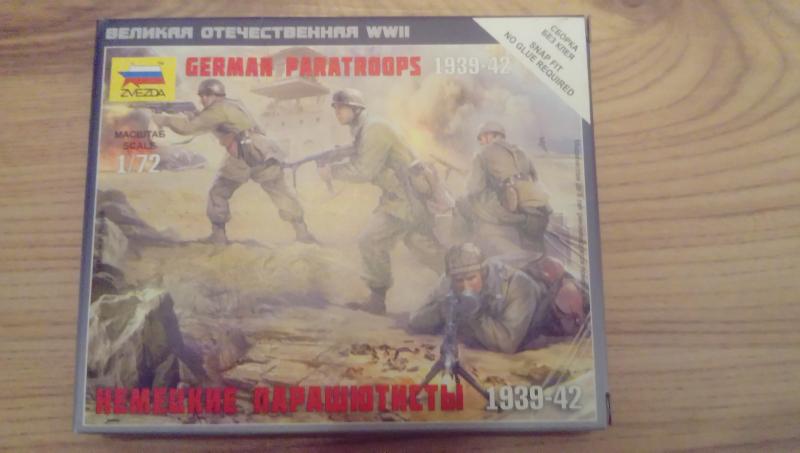 ВЕЛИКАЯ ОТЕЧЕСТВЕННАЯ WWII
СБОРКА
БЕЗ КЛЕЯ
SNAP FIT
NO GLUE REQUIRED
GERMAN PARATROOPS 1939-42
ZVEZDA
МАСШТАБ
SCALE
1/72
НЕМЕЦКИЕ ПАРАШЮТИСТЫ 1939-42